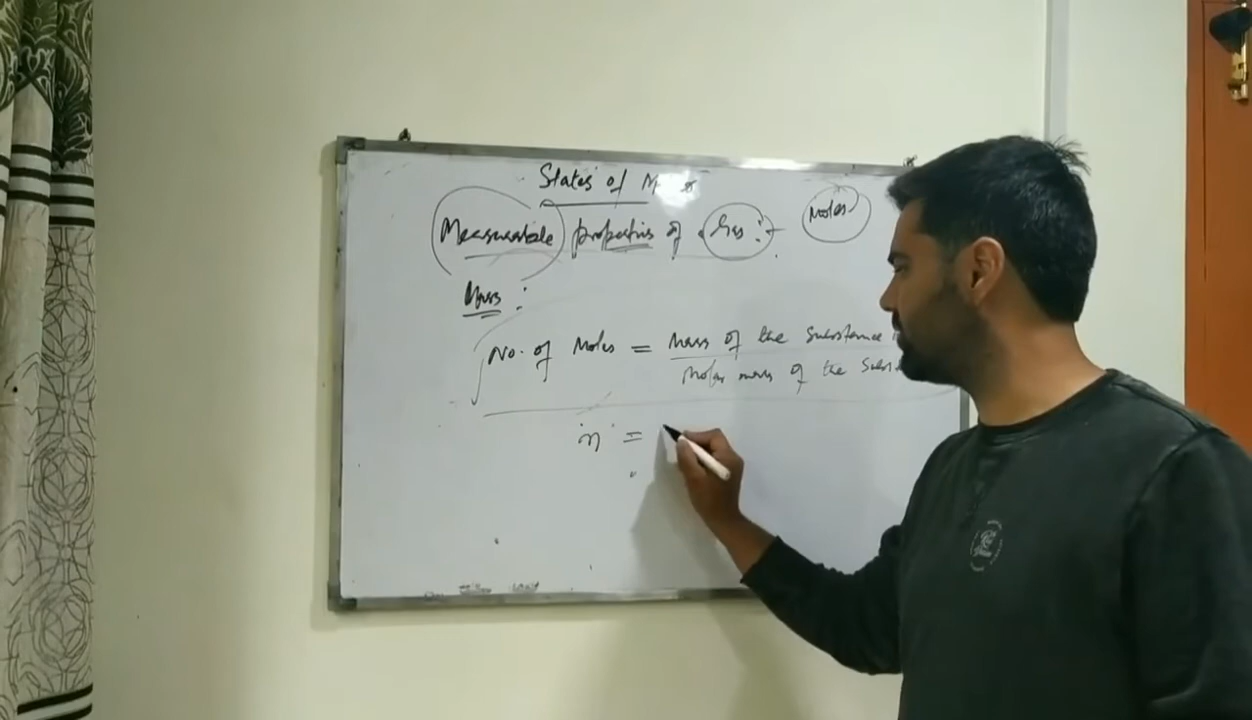 States of M
Measurable properties of Gas :- Moles
Mass :
No. of Moles = Mass of the substance
Molar mass of the Subs
n =